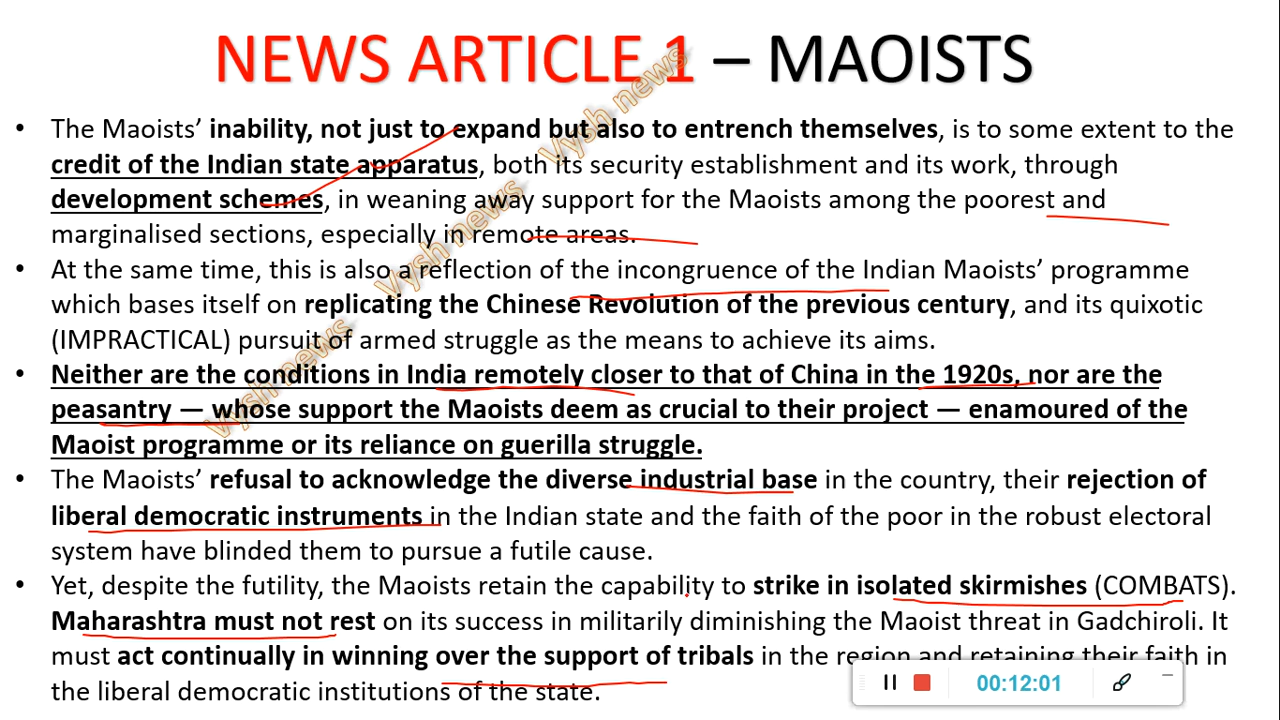 NEWS ARTICLE 1 – MAOISTS
• The Maoists’ inability, not just to expand but also to entrench themselves, is to some extent to the
credit of the Indian state apparatus, both its security establishment and its work, through
development schemes, in weaning away support for the Maoists among the poorest and
marginalised sections, especially in remote areas.
• At the same time, this is also a reflection of the incongruence of the Indian Maoists’ programme
which bases itself on replicating the Chinese Revolution of the previous century, and its quixotic
(IMPRACTICAL) pursuit of armed struggle as the means to achieve its aims.
• Neither are the conditions in India remotely closer to that of China in the 1920s, nor are the
peasantry — whose support the Maoists deem as crucial to their project — enamoured of the
Maoist programme or its reliance on guerilla struggle.
• The Maoists’ refusal to acknowledge the diverse industrial base in the country, their rejection of
liberal democratic instruments in the Indian state and the faith of the poor in the robust electoral
system have blinded them to pursue a futile cause.
• Yet, despite the futility, the Maoists retain the capability to strike in isolated skirmishes (COMBATS).
Maharashtra must not rest on its success in militarily diminishing the Maoist threat in Gadchiroli. It
must act continually in winning over the support of tribals in the region and retaining their faith in
the liberal democratic institutions of the state.
Vysh news
Vysh news
Vysh news
00:12:01